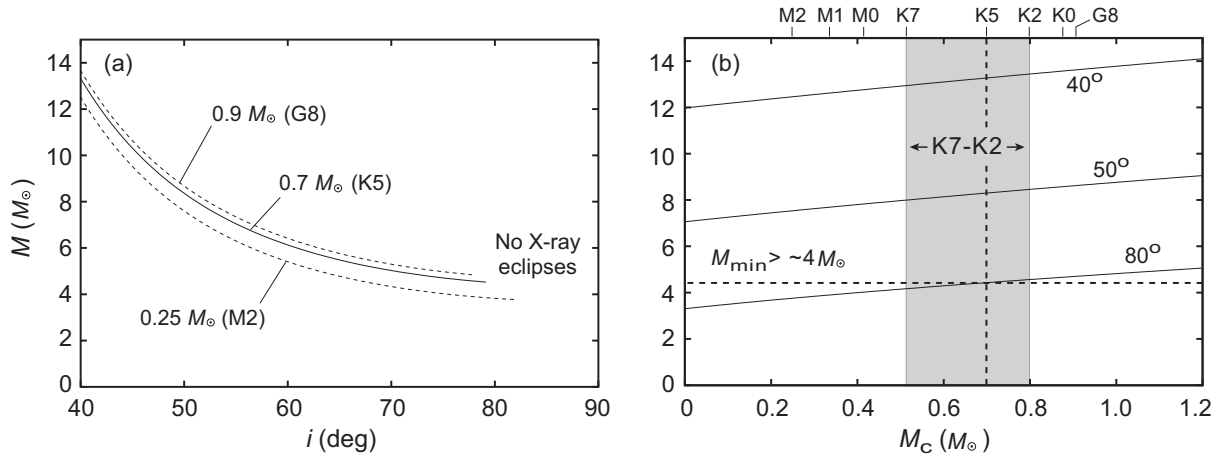 (a)
14
12
10
8
6
4
2
0
M (M⊙)
0.9 M⊙ (G8)
0.7 M⊙ (K5)
No X-ray
eclipses
0.25 M⊙ (M2)
40 50 60 70 80 90
i (deg)
M2 M1 M0 K7 K5 K2 K0 G8
(b)
14
12
10
8
6
4
2
0
40°
K7-K2
50°
Mmin > ~4 M⊙
80°
0 0.2 0.4 0.6 0.8 1.0 1.2
Mc (M⊙)